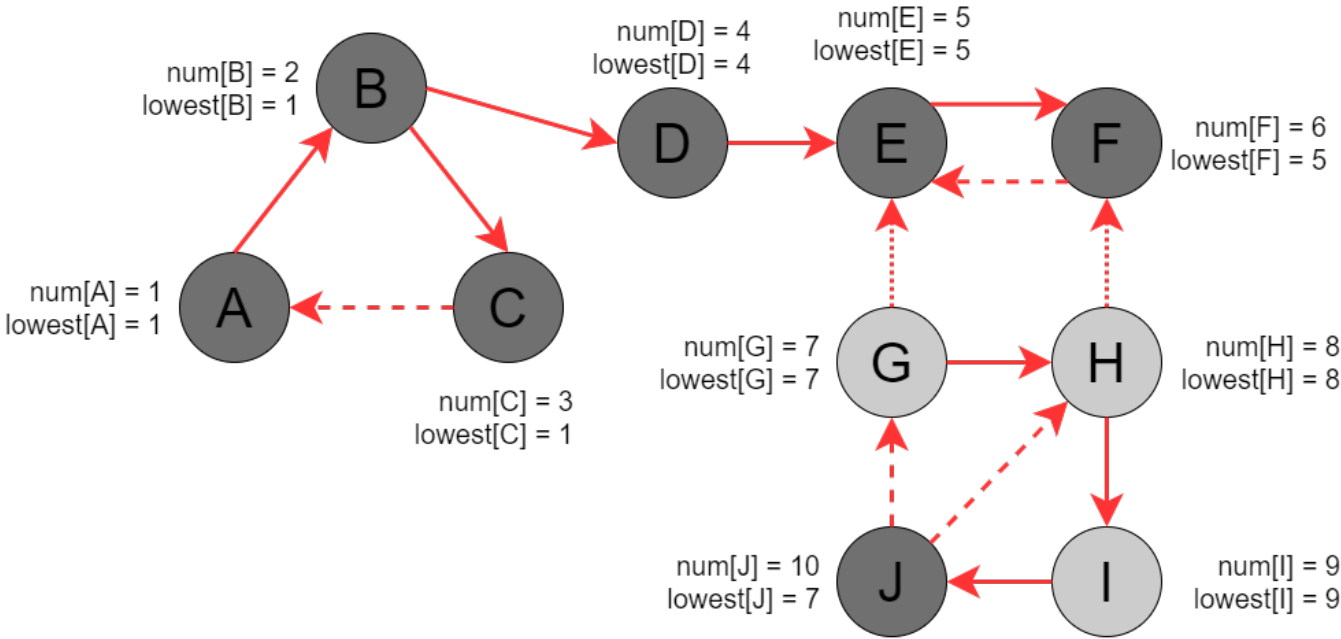 num[B] = 2
lowest[B] = 1
B
num[D] = 4
lowest[D] = 4
D
num[E] = 5
lowest[E] = 5
E
F
num[F] = 6
lowest[F] = 5
num[A] = 1
lowest[A] = 1
A
C
num[C] = 3
lowest[C] = 1
num[G] = 7
lowest[G] = 7
G
H
num[H] = 8
lowest[H] = 8
num[J] = 10
lowest[J] = 7
J
I
num[I] = 9
lowest[I] = 9